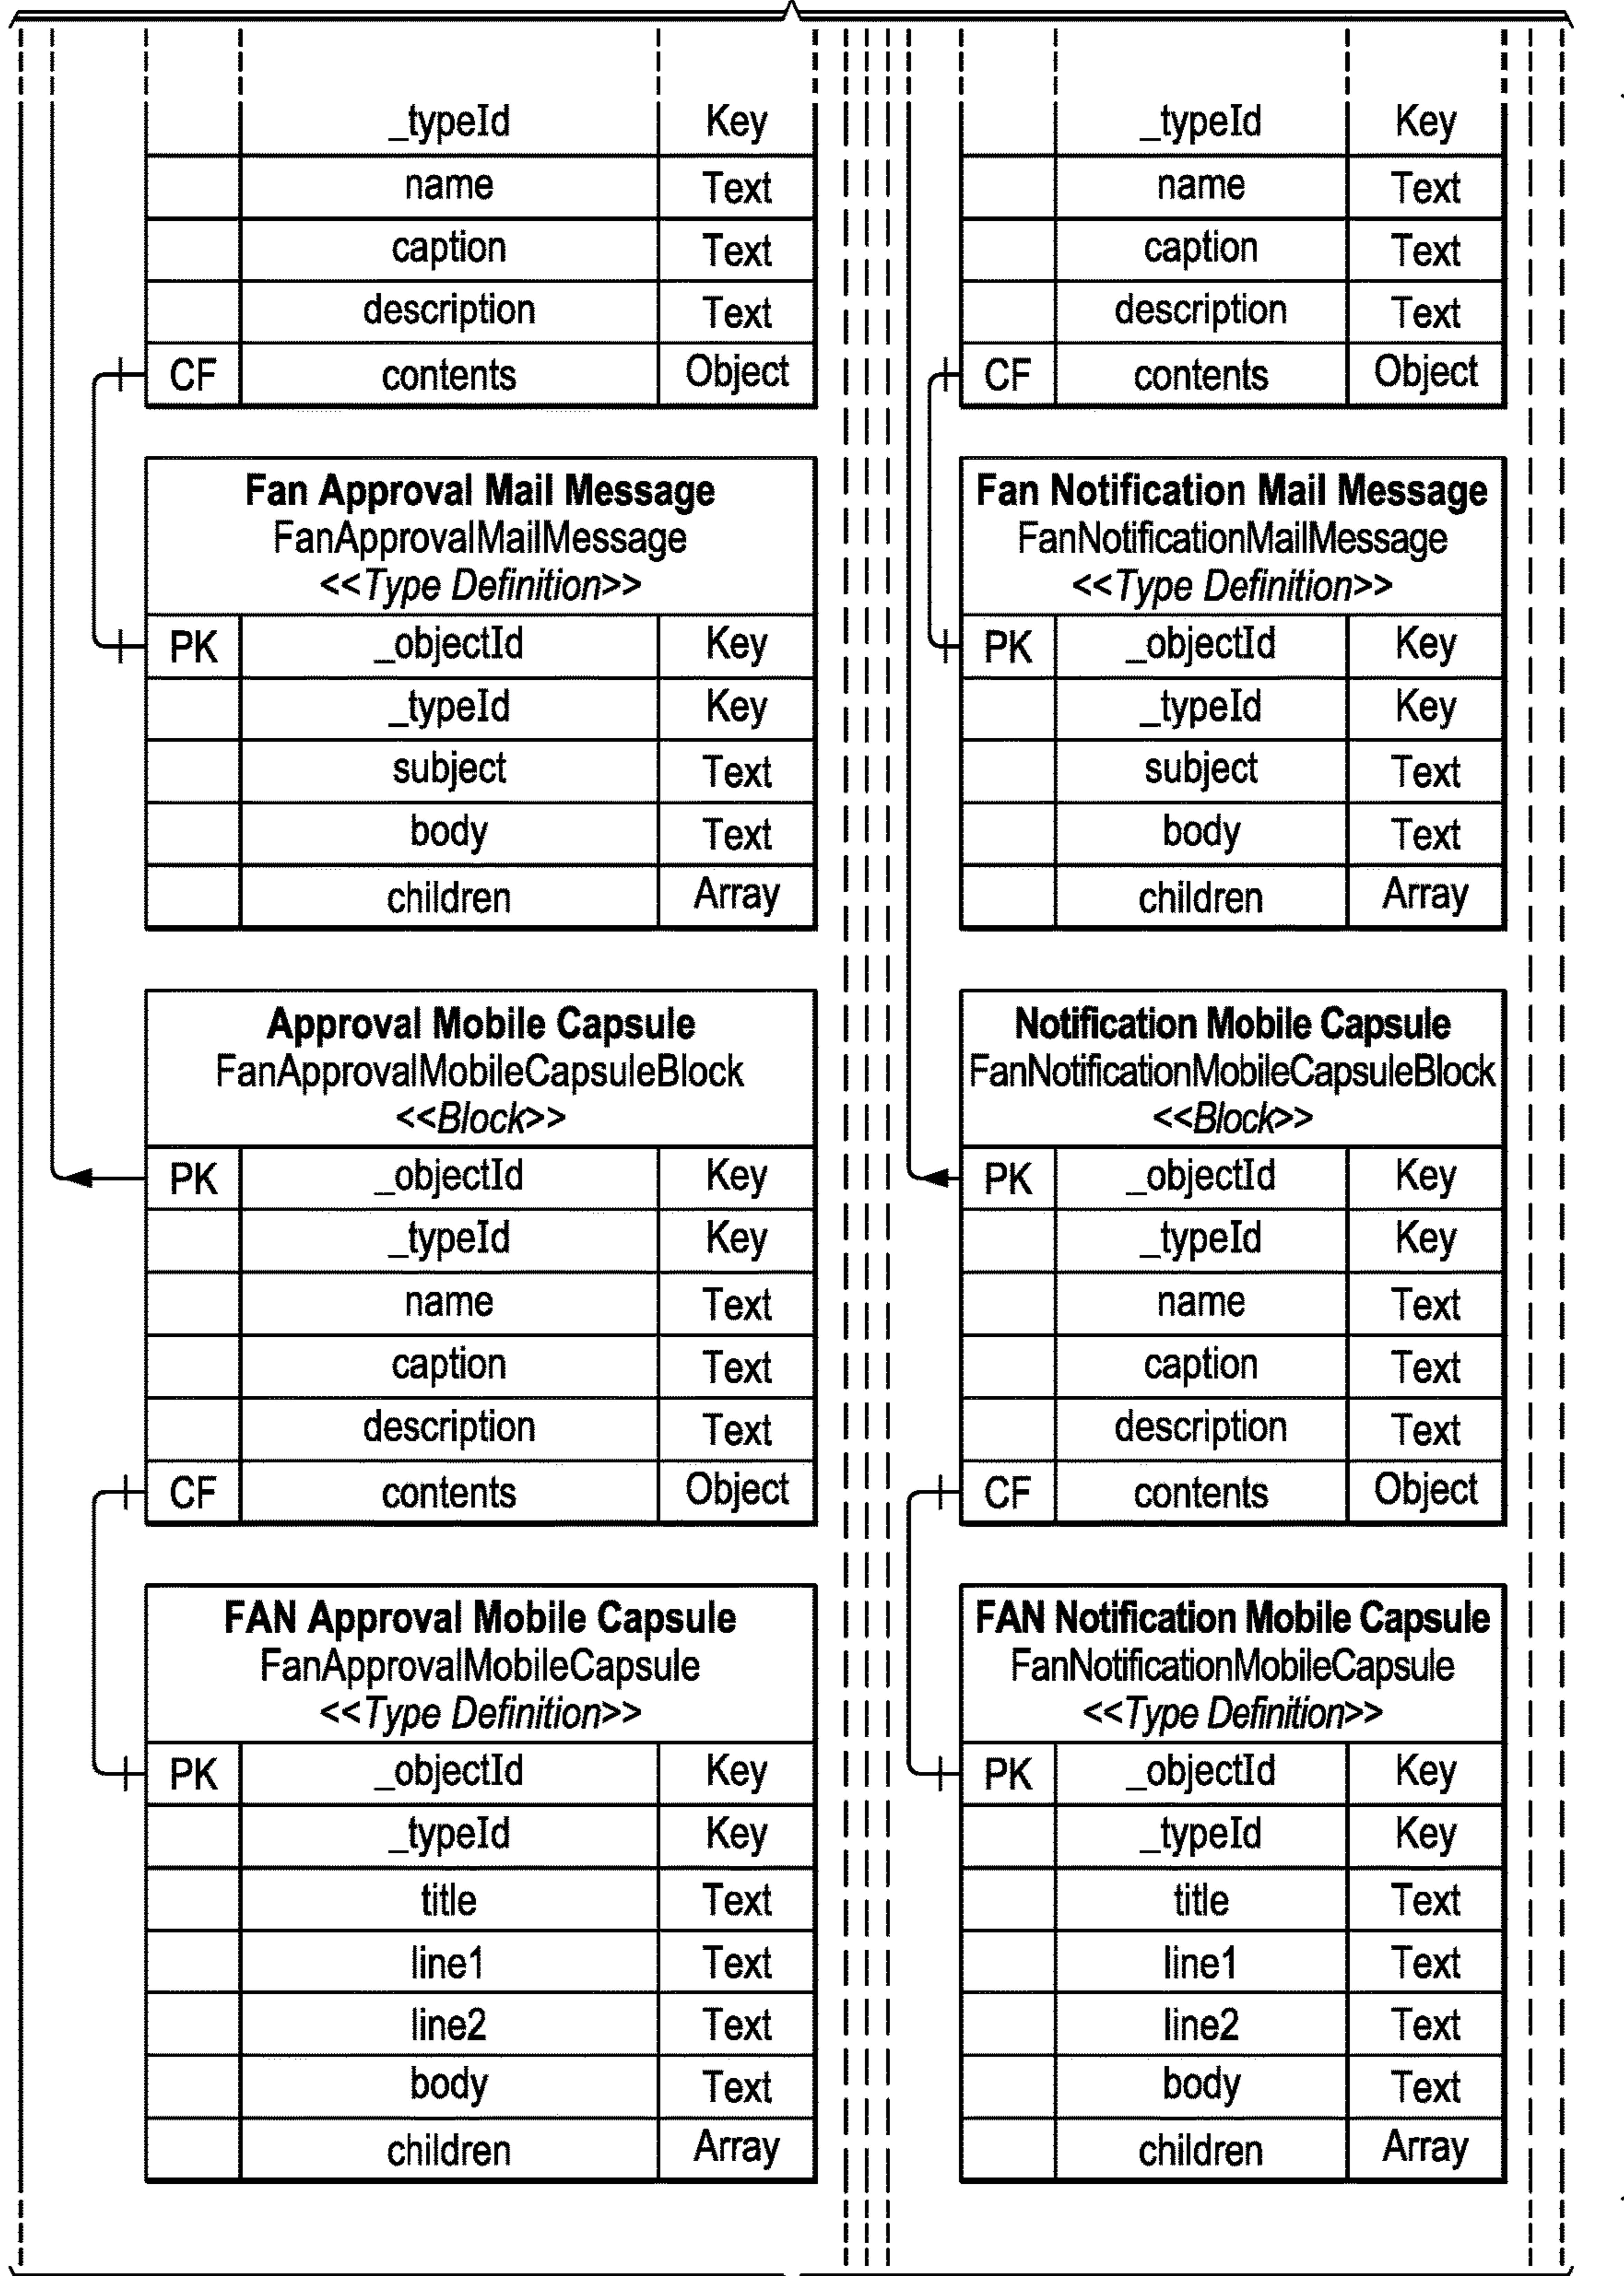 _typeId Key
name Text
caption Text
description Text
CF contents Object
Fan Approval Mail Message
FanApprovalMailMessage
<<Type Definition>>
PK _objectId Key
_typeId Key
subject Text
body Text
children Array
Approval Mobile Capsule
FanApprovalMobileCapsuleBlock
<<Block>>
PK _objectId Key
_typeId Key
name Text
caption Text
description Text
CF contents Object
FAN Approval Mobile Capsule
FanApprovalMobileCapsule
<<Type Definition>>
PK _objectId Key
_typeId Key
title Text
line1 Text
line2 Text
body Text
children Array
_typeId Key
name Text
caption Text
description Text
CF contents Object
Fan Notification Mail Message
FanNotificationMailMessage
<<Type Definition>>
PK _objectId Key
_typeId Key
subject Text
body Text
children Array
Notification Mobile Capsule
FanNotificationMobileCapsuleBlock
<<Block>>
PK _objectId Key
_typeId Key
name Text
caption Text
description Text
CF contents Object
FAN Notification Mobile Capsule
FanNotificationMobileCapsule
<<Type Definition>>
PK _objectId Key
_typeId Key
title Text
line1 Text
line2 Text
body Text
children Array